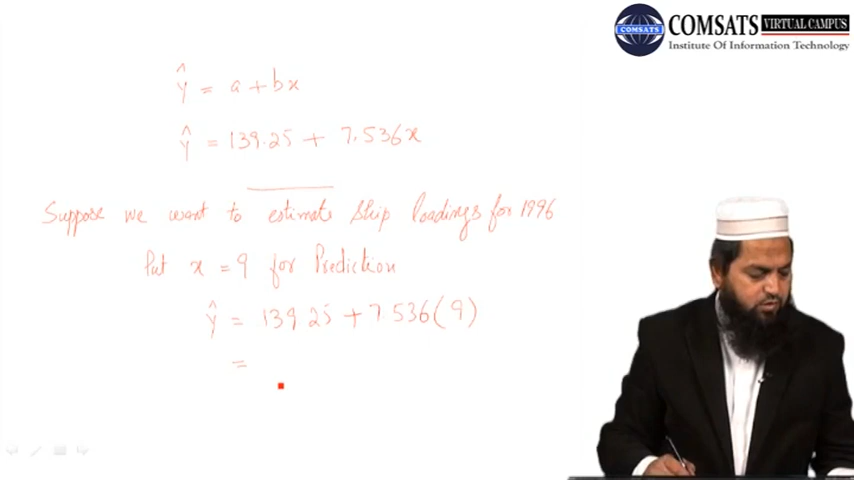 COMSATS VIRTUAL CAMPUS
COMSATS
Institute Of Information Technology
Ŷ = a + bx
Ŷ = 139.25 + 7.536x
Suppose we want to estimate Ship loadings for 1996
Put x = 9 for Prediction
Ŷ = 139.25 + 7.536(9)
=